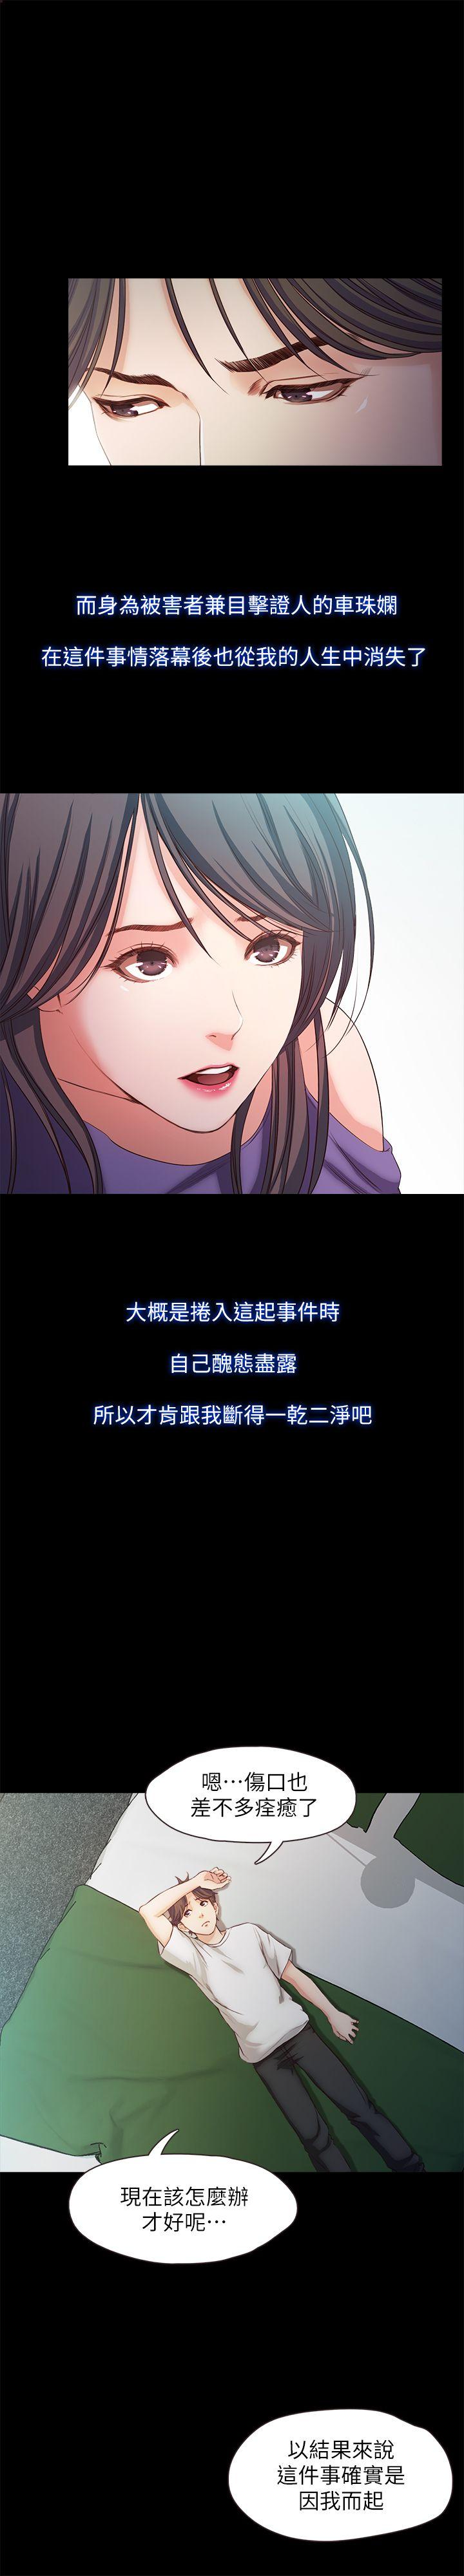 而身為被害者兼目擊證人的車珠嫻
在這件事情落幕後也從我的人生中消失了
大概是捲入這起事件時
自己醜態盡露
所以才肯跟我斷得一乾二淨吧
嗯⋯傷口也
差不多痊癒了
現在該怎麼辦
才好呢⋯
以結果來說
這件事確實是
因我而起